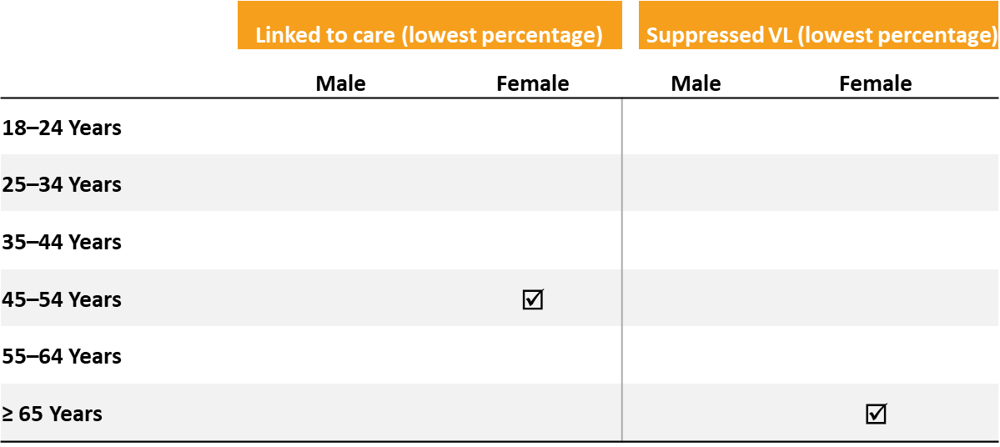 Linked to care (lowest percentage) Suppressed VL (lowest percentage)
Male Female Male Female
18–24 Years
25–34 Years
35–44 Years
45–54 Years ☑
55–64 Years
≥ 65 Years ☑